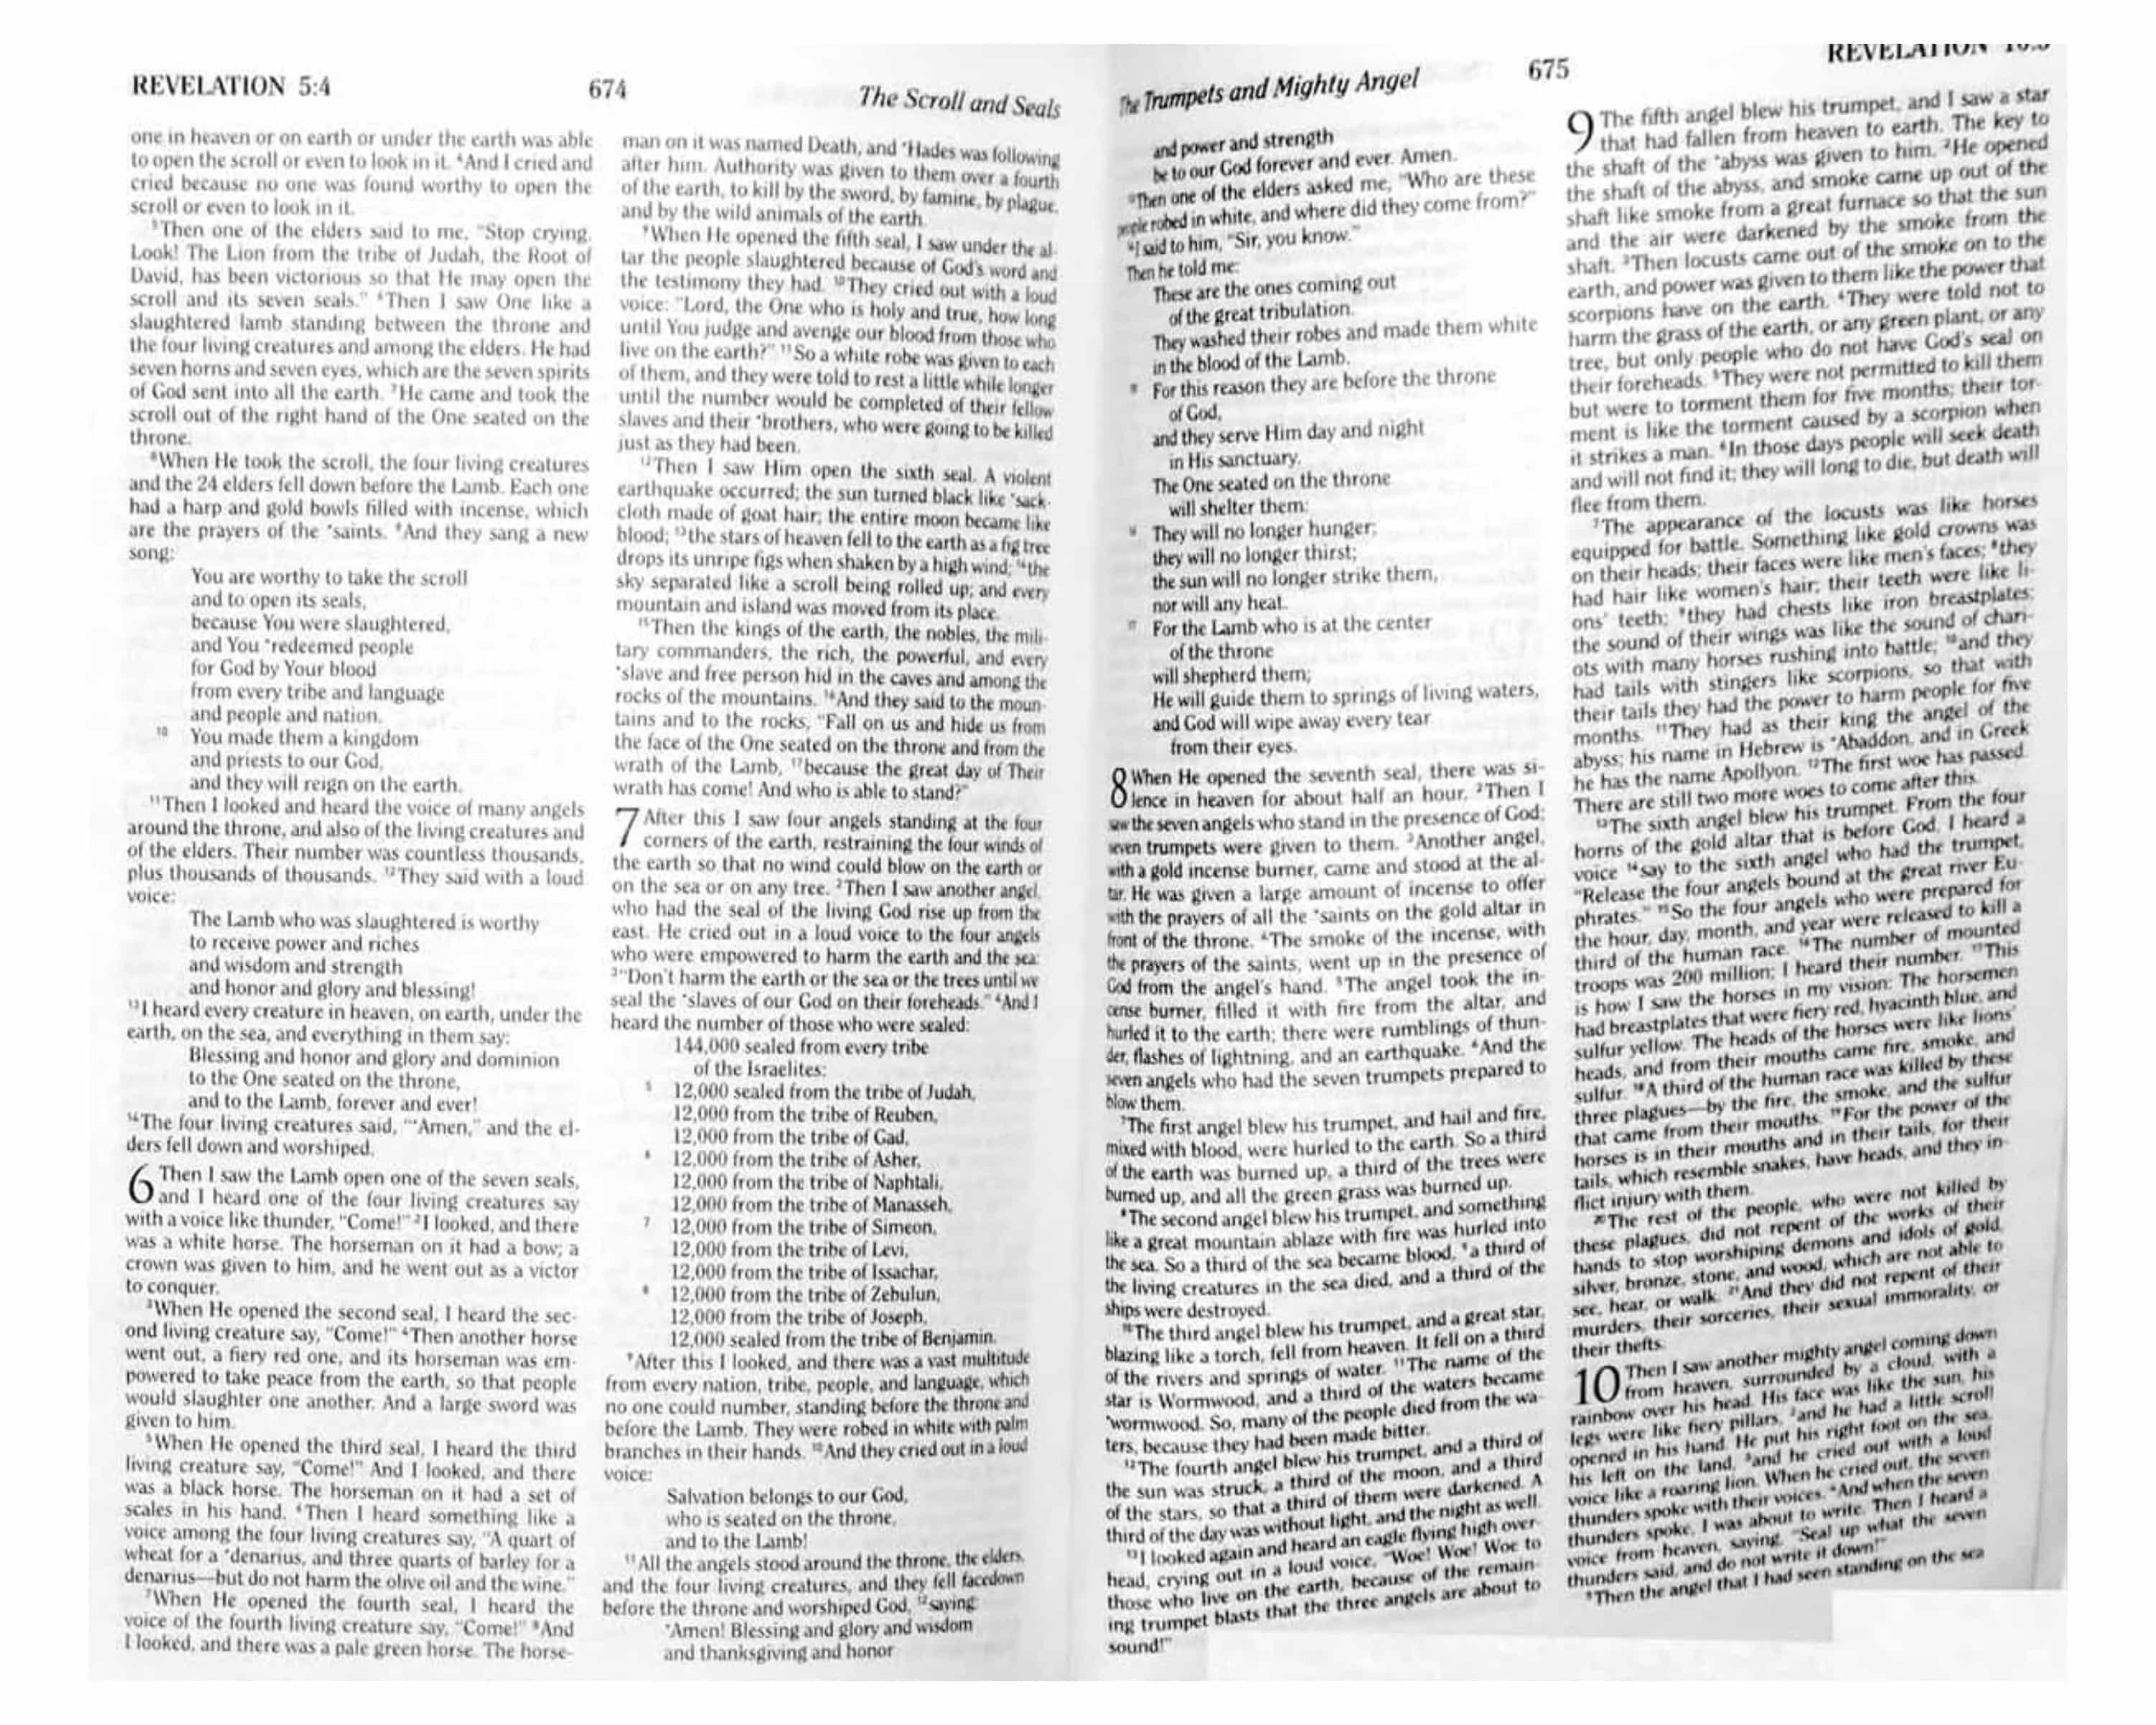 REVELATION 5:4
674
The Scroll and Seals
one in heaven or on earth or under the earth was able
to open the scroll or even to look in it. ⁴And I cried and
cried because no one was found worthy to open the
scroll or even to look in it.
⁵Then one of the elders said to me, "Stop crying.
Look! The Lion from the tribe of Judah, the Root of
David, has been victorious so that He may open the
scroll and its seven seals." ⁶Then I saw One like a
slaughtered lamb standing between the throne and
the four living creatures and among the elders. He had
seven horns and seven eyes, which are the seven spirits
of God sent into all the earth. ⁷He came and took the
scroll out of the right hand of the One seated on the
throne.
⁸When He took the scroll, the four living creatures
and the 24 elders fell down before the Lamb. Each one
had a harp and gold bowls filled with incense, which
are the prayers of the *saints. ⁹And they sang a new
song:
You are worthy to take the scroll
and to open its seals,
because You were slaughtered,
and You *redeemed people
for God by Your blood
from every tribe and language
and people and nation.
¹⁰ You made them a kingdom
and priests to our God,
and they will reign on the earth.
¹¹Then I looked and heard the voice of many angels
around the throne, and also of the living creatures and
of the elders. Their number was countless thousands,
plus thousands of thousands. ¹²They said with a loud
voice:
The Lamb who was slaughtered is worthy
to receive power and riches
and wisdom and strength
and honor and glory and blessing!
¹³I heard every creature in heaven, on earth, under the
earth, on the sea, and everything in them say:
Blessing and honor and glory and dominion
to the One seated on the throne,
and to the Lamb, forever and ever!
¹⁴The four living creatures said, "*Amen," and the el-
ders fell down and worshiped.
6 Then I saw the Lamb open one of the seven seals,
and I heard one of the four living creatures say
with a voice like thunder, "Come!" ²I looked, and there
was a white horse. The horseman on it had a bow; a
crown was given to him, and he went out as a victor
to conquer.
³When He opened the second seal, I heard the sec-
ond living creature say, "Come!" ⁴Then another horse
went out, a fiery red one, and its horseman was em-
powered to take peace from the earth, so that people
would slaughter one another. And a large sword was
given to him.
⁵When He opened the third seal, I heard the third
living creature say, "Come!" And I looked, and there
was a black horse. The horseman on it had a set of
scales in his hand. ⁶Then I heard something like a
voice among the four living creatures say, "A quart of
wheat for a *denarius, and three quarts of barley for a
denarius—but do not harm the olive oil and the wine."
⁷When He opened the fourth seal, I heard the
voice of the fourth living creature say, "Come!" ⁸And
I looked, and there was a pale green horse. The horse-
man on it was named Death, and *Hades was following
after him. Authority was given to them over a fourth
of the earth, to kill by the sword, by famine, by plague,
and by the wild animals of the earth.
⁹When He opened the fifth seal, I saw under the al-
tar the people slaughtered because of God's word and
the testimony they had. ¹⁰They cried out with a loud
voice: "Lord, the One who is holy and true, how long
until You judge and avenge our blood from those who
live on the earth?" ¹¹So a white robe was given to each
of them, and they were told to rest a little while longer
until the number would be completed of their fellow
slaves and their *brothers, who were going to be killed
just as they had been.
¹²Then I saw Him open the sixth seal. A violent
earthquake occurred; the sun turned black like *sack-
cloth made of goat hair; the entire moon became like
blood; ¹³the stars of heaven fell to the earth as a fig tree
drops its unripe figs when shaken by a high wind; ¹⁴the
sky separated like a scroll being rolled up; and every
mountain and island was moved from its place.
¹⁵Then the kings of the earth, the nobles, the mili-
tary commanders, the rich, the powerful, and every
*slave and free person hid in the caves and among the
rocks of the mountains. ¹⁶And they said to the moun-
tains and to the rocks, "Fall on us and hide us from
the face of the One seated on the throne and from the
wrath of the Lamb, ¹⁷because the great day of Their
wrath has come! And who is able to stand?"
7 After this I saw four angels standing at the four
corners of the earth, restraining the four winds of
the earth so that no wind could blow on the earth or
on the sea or on any tree. ²Then I saw another angel,
who had the seal of the living God rise up from the
east. He cried out in a loud voice to the four angels
who were empowered to harm the earth and the sea:
³"Don't harm the earth or the sea or the trees until we
seal the *slaves of our God on their foreheads." ⁴And I
heard the number of those who were sealed:
144,000 sealed from every tribe
of the Israelites:
⁵ 12,000 sealed from the tribe of Judah,
12,000 from the tribe of Reuben,
12,000 from the tribe of Gad,
⁶ 12,000 from the tribe of Asher,
12,000 from the tribe of Naphtali,
12,000 from the tribe of Manasseh,
⁷ 12,000 from the tribe of Simeon,
12,000 from the tribe of Levi,
12,000 from the tribe of Issachar,
⁸ 12,000 from the tribe of Zebulun,
12,000 from the tribe of Joseph,
12,000 sealed from the tribe of Benjamin.
⁹After this I looked, and there was a vast multitude
from every nation, tribe, people, and language, which
no one could number, standing before the throne and
before the Lamb. They were robed in white with palm
branches in their hands. ¹⁰And they cried out in a loud
voice:
Salvation belongs to our God,
who is seated on the throne,
and to the Lamb!
¹¹All the angels stood around the throne, the elders,
and the four living creatures, and they fell facedown
before the throne and worshiped God, ¹²saying:
*Amen! Blessing and glory and wisdom
and thanksgiving and honor
The Trumpets and Mighty Angel
675
REVELATION 10:5
and power and strength
be to our God forever and ever. Amen.
¹³Then one of the elders asked me, "Who are these
people robed in white, and where did they come from?"
¹⁴I said to him, "Sir, you know."
Then he told me:
These are the ones coming out
of the great tribulation.
They washed their robes and made them white
in the blood of the Lamb.
¹⁵ For this reason they are before the throne
of God,
and they serve Him day and night
in His sanctuary.
The One seated on the throne
will shelter them:
¹⁶ They will no longer hunger;
they will no longer thirst;
the sun will no longer strike them,
nor will any heat.
¹⁷ For the Lamb who is at the center
of the throne
will shepherd them;
He will guide them to springs of living waters,
and God will wipe away every tear
from their eyes.
8 When He opened the seventh seal, there was si-
lence in heaven for about half an hour. ²Then I
saw the seven angels who stand in the presence of God;
seven trumpets were given to them. ³Another angel,
with a gold incense burner, came and stood at the al-
tar. He was given a large amount of incense to offer
with the prayers of all the *saints on the gold altar in
front of the throne. ⁴The smoke of the incense, with
the prayers of the saints, went up in the presence of
God from the angel's hand. ⁵The angel took the in-
cense burner, filled it with fire from the altar, and
hurled it to the earth; there were rumblings of thun-
der, flashes of lightning, and an earthquake. ⁶And the
seven angels who had the seven trumpets prepared to
blow them.
⁷The first angel blew his trumpet, and hail and fire,
mixed with blood, were hurled to the earth. So a third
of the earth was burned up, a third of the trees were
burned up, and all the green grass was burned up.
⁸The second angel blew his trumpet, and something
like a great mountain ablaze with fire was hurled into
the sea. So a third of the sea became blood, ⁹a third of
the living creatures in the sea died, and a third of the
ships were destroyed.
¹⁰The third angel blew his trumpet, and a great star,
blazing like a torch, fell from heaven. It fell on a third
of the rivers and springs of water. ¹¹The name of the
star is Wormwood, and a third of the waters became
*wormwood. So, many of the people died from the wa-
ters, because they had been made bitter.
¹²The fourth angel blew his trumpet, and a third of
the sun was struck, a third of the moon, and a third
of the stars, so that a third of them were darkened. A
third of the day was without light, and the night as well.
¹³I looked again and heard an eagle flying high over-
head, crying out in a loud voice, "Woe! Woe! Woe to
those who live on the earth, because of the remain-
ing trumpet blasts that the three angels are about to
sound!"
9 The fifth angel blew his trumpet, and I saw a star
that had fallen from heaven to earth. The key to
the shaft of the *abyss was given to him. ²He opened
the shaft of the abyss, and smoke came up out of the
shaft like smoke from a great furnace so that the sun
and the air were darkened by the smoke from the
shaft. ³Then locusts came out of the smoke on to the
earth, and power was given to them like the power that
scorpions have on the earth. ⁴They were told not to
harm the grass of the earth, or any green plant, or any
tree, but only people who do not have God's seal on
their foreheads. ⁵They were not permitted to kill them
but were to torment them for five months; their tor-
ment is like the torment caused by a scorpion when
it strikes a man. ⁶In those days people will seek death
and will not find it; they will long to die, but death will
flee from them.
⁷The appearance of the locusts was like horses
equipped for battle. Something like gold crowns was
on their heads; their faces were like men's faces; ⁸they
had hair like women's hair; their teeth were like li-
ons' teeth; ⁹they had chests like iron breastplates;
the sound of their wings was like the sound of chari-
ots with many horses rushing into battle; ¹⁰and they
had tails with stingers like scorpions, so that with
their tails they had the power to harm people for five
months. ¹¹They had as their king the angel of the
abyss; his name in Hebrew is *Abaddon, and in Greek
he has the name Apollyon. ¹²The first woe has passed.
There are still two more woes to come after this.
¹³The sixth angel blew his trumpet. From the four
horns of the gold altar that is before God, I heard a
voice ¹⁴say to the sixth angel who had the trumpet,
"Release the four angels bound at the great river Eu-
phrates." ¹⁵So the four angels who were prepared for
the hour, day, month, and year were released to kill a
third of the human race. ¹⁶The number of mounted
troops was 200 million; I heard their number. ¹⁷This
is how I saw the horses in my vision: The horsemen
had breastplates that were fiery red, hyacinth blue, and
sulfur yellow. The heads of the horses were like lions'
heads, and from their mouths came fire, smoke, and
sulfur. ¹⁸A third of the human race was killed by these
three plagues—by the fire, the smoke, and the sulfur
that came from their mouths. ¹⁹For the power of the
horses is in their mouths and in their tails, for their
tails, which resemble snakes, have heads, and they in-
flict injury with them.
²⁰The rest of the people, who were not killed by
these plagues, did not repent of the works of their
hands to stop worshiping demons and idols of gold,
silver, bronze, stone, and wood, which are not able to
see, hear, or walk. ²¹And they did not repent of their
murders, their sorceries, their sexual immorality, or
their thefts.
10 Then I saw another mighty angel coming down
from heaven, surrounded by a cloud, with a
rainbow over his head. His face was like the sun, his
legs were like fiery pillars, ²and he had a little scroll
opened in his hand. He put his right foot on the sea,
his left on the land, ³and he cried out with a loud
voice like a roaring lion. When he cried out, the seven
thunders spoke with their voices. ⁴And when the seven
thunders spoke, I was about to write. Then I heard a
voice from heaven, saying, "Seal up what the seven
thunders said, and do not write it down!"
⁵Then the angel that I had seen standing on the sea